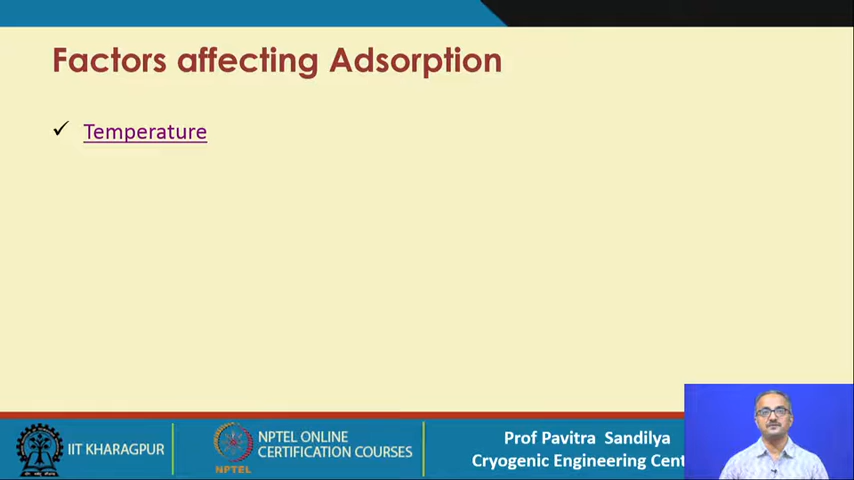 Factors affecting Adsorption
✓ Temperature
IIT KHARAGPUR
NPTEL
NPTEL ONLINE
CERTIFICATION COURSES
Prof Pavitra Sandilya
Cryogenic Engineering Cent